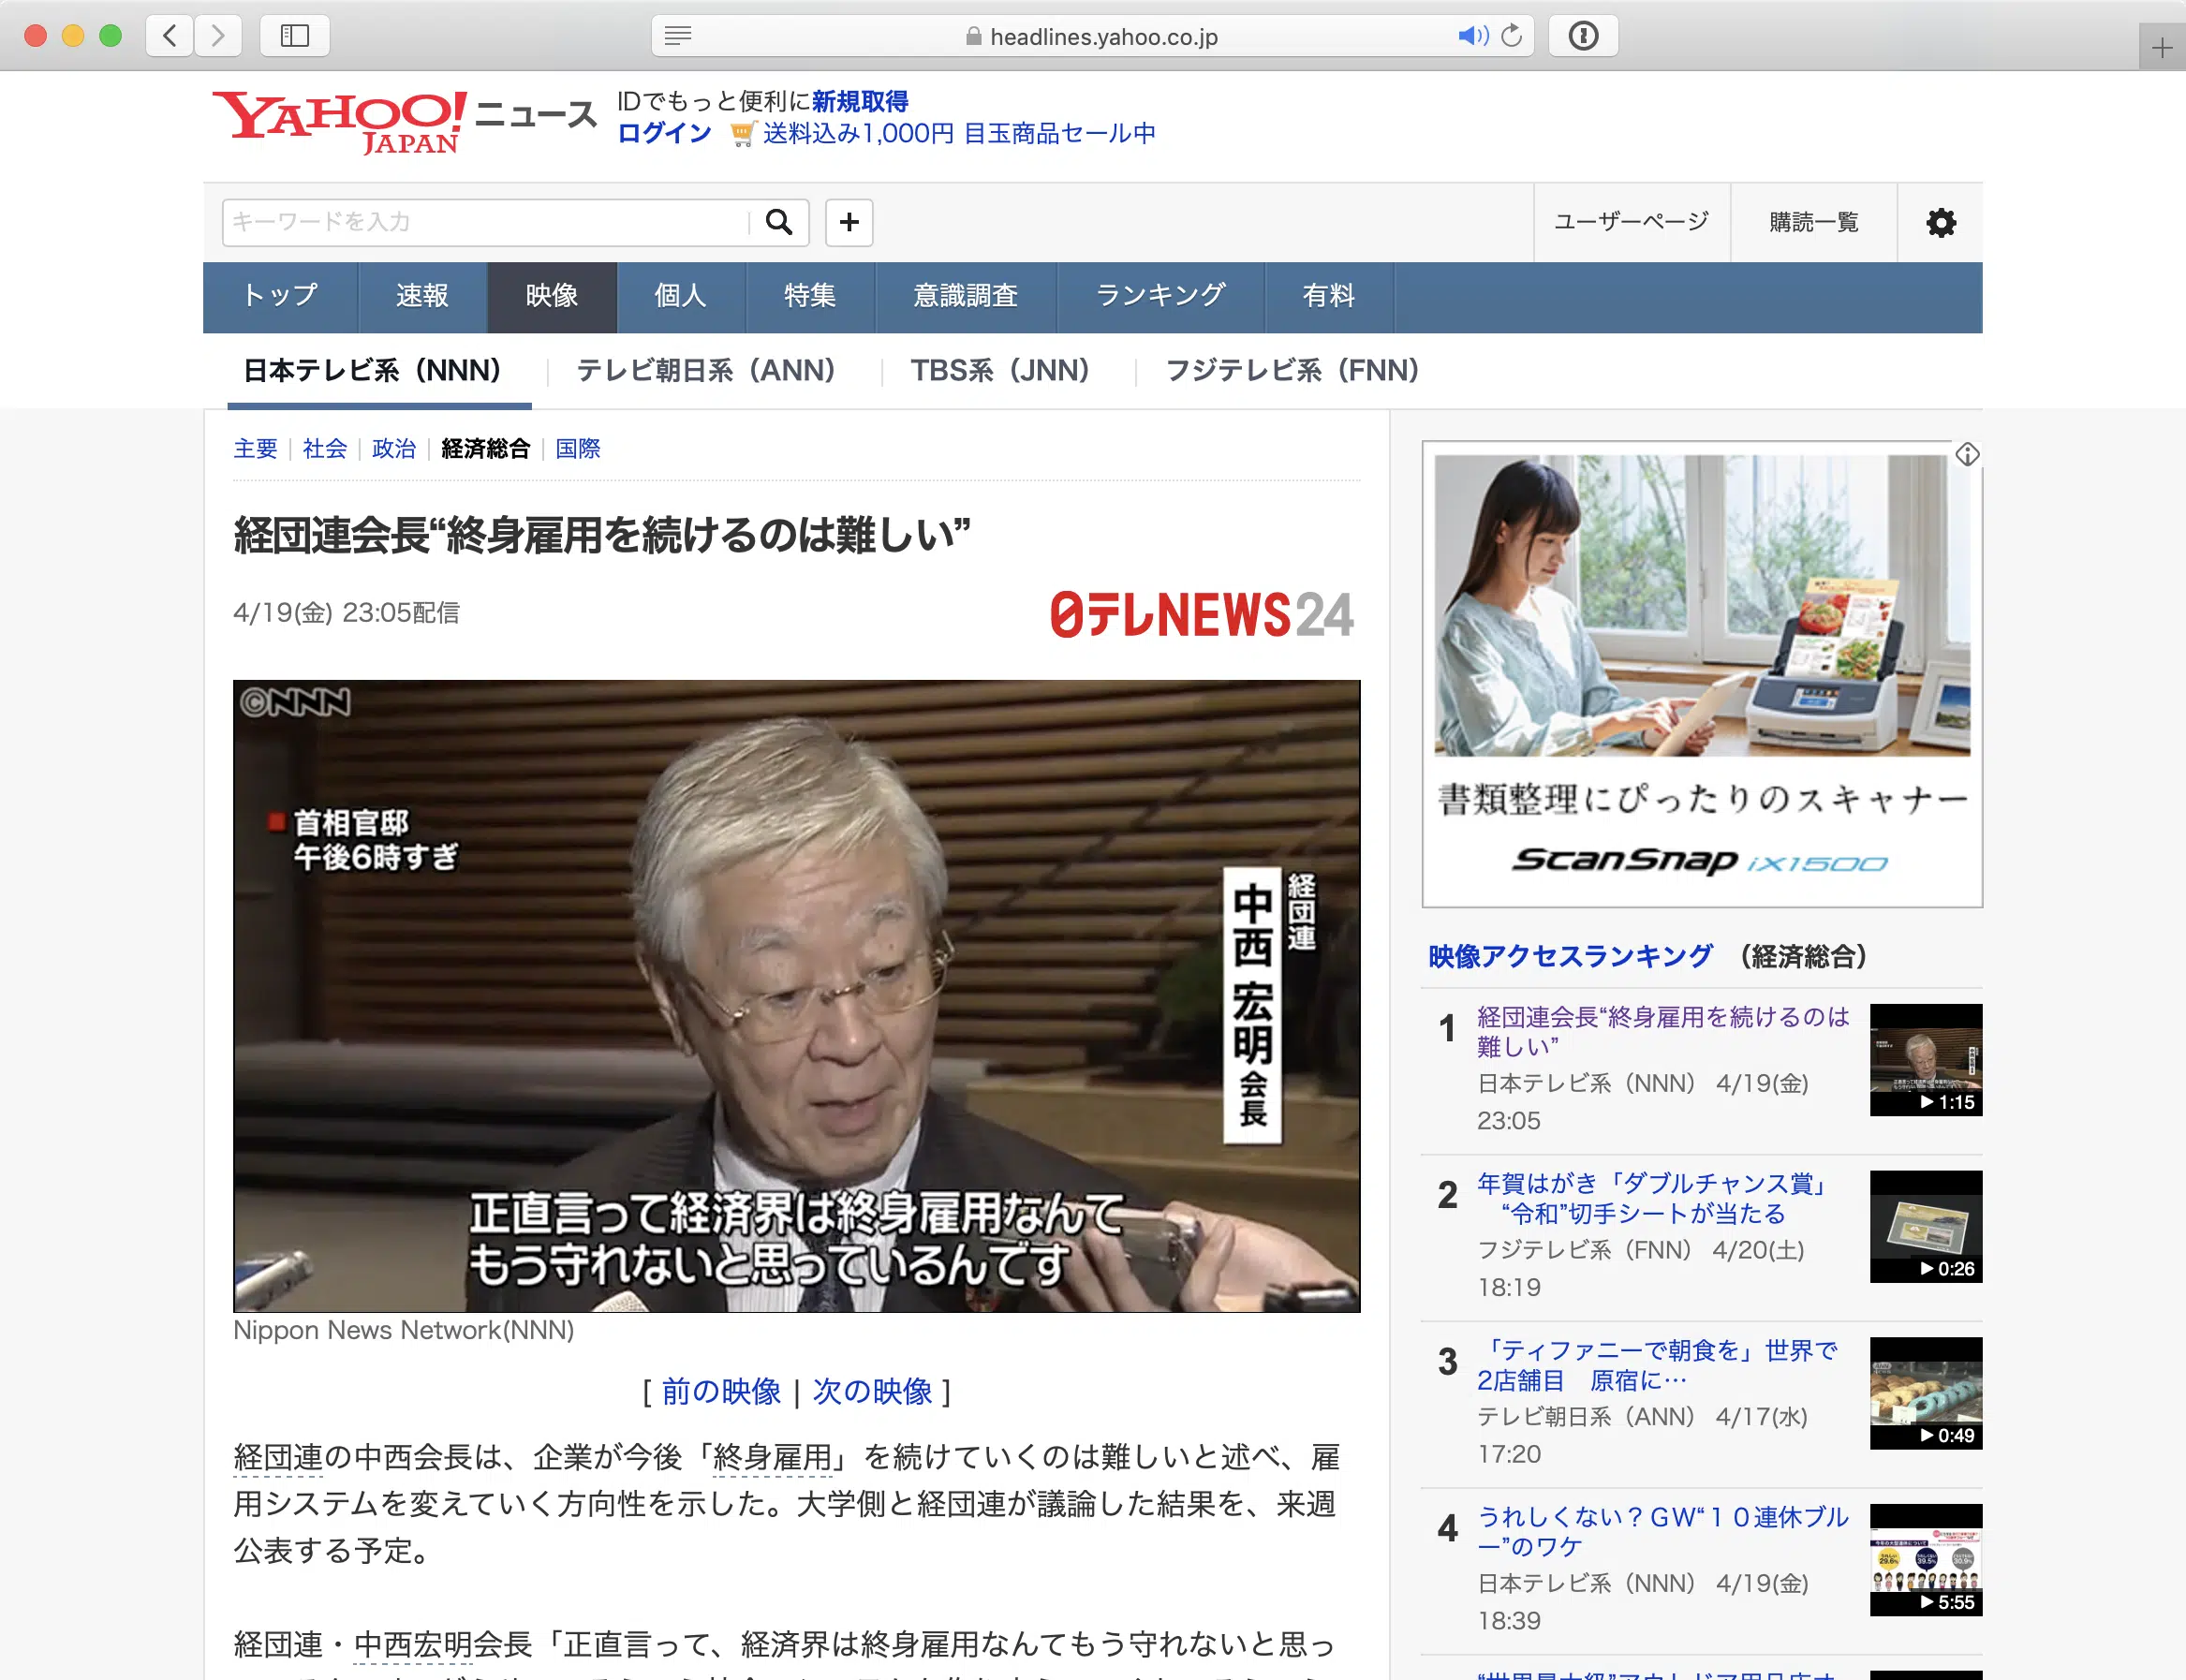 headlines.yahoo.co.jp
YAHOO! JAPAN ニュース
IDでもっと便利に新規取得
ログイン 送料込み1,000円 目玉商品セール中
キーワードを入力
ユーザーページ
購読一覧
トップ 速報 映像 個人 特集 意識調査 ランキング 有料
日本テレビ系（NNN） テレビ朝日系（ANN） TBS系（JNN） フジテレビ系（FNN）
主要 社会 政治 経済総合 国際
経団連会長“終身雇用を続けるのは難しい”
4/19(金) 23:05配信
日テレNEWS24
©NNN
首相官邸
午後6時すぎ
経団連
中西 宏明会長
正直言って経済界は終身雇用なんて
もう守れないと思っているんです
Nippon News Network(NNN)
[ 前の映像 | 次の映像 ]
経団連の中西会長は、企業が今後「終身雇用」を続けていくのは難しいと述べ、雇
用システムを変えていく方向性を示した。大学側と経団連が議論した結果を、来週
公表する予定。
経団連・中西宏明会長「正直言って、経済界は終身雇用なんてもう守れないと思っ
書類整理にぴったりのスキャナー
ScanSnap iX1500
映像アクセスランキング （経済総合）
1
経団連会長“終身雇用を続けるのは
難しい”
日本テレビ系（NNN） 4/19(金)
23:05
1:15
2
年賀はがき「ダブルチャンス賞」
“令和”切手シートが当たる
フジテレビ系（FNN） 4/20(土)
18:19
0:26
3
「ティファニーで朝食を」世界で
2店舗目 原宿に…
テレビ朝日系（ANN） 4/17(水)
17:20
0:49
4
うれしくない？ＧＷ“１０連休ブル
ー”のワケ
日本テレビ系（NNN） 4/19(金)
18:39
5:55